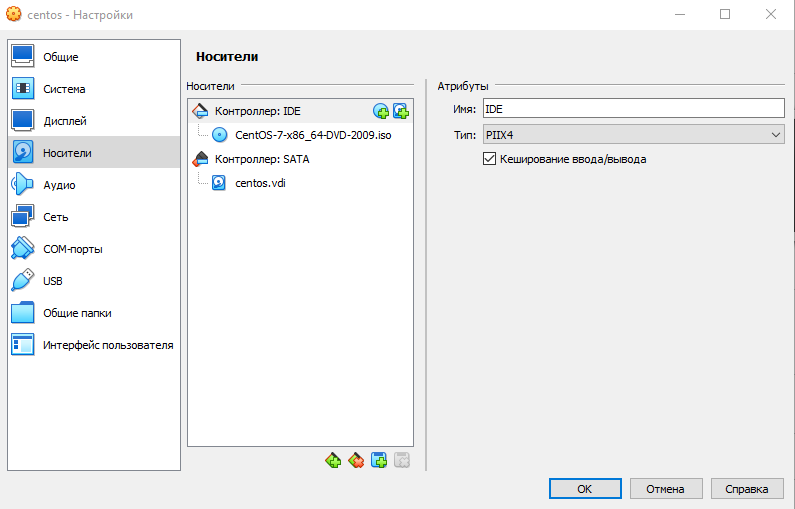 centos - Настройки
Общие
Система
Дисплей
Носители
Аудио
Сеть
COM-порты
USB
Общие папки
Интерфейс пользователя
Носители
Носители
Контроллер: IDE
CentOS-7-x86_64-DVD-2009.iso
Контроллер: SATA
centos.vdi
Атрибуты
Имя: IDE
Тип: PIIX4
Кеширование ввода/вывода
OK Отмена Справка